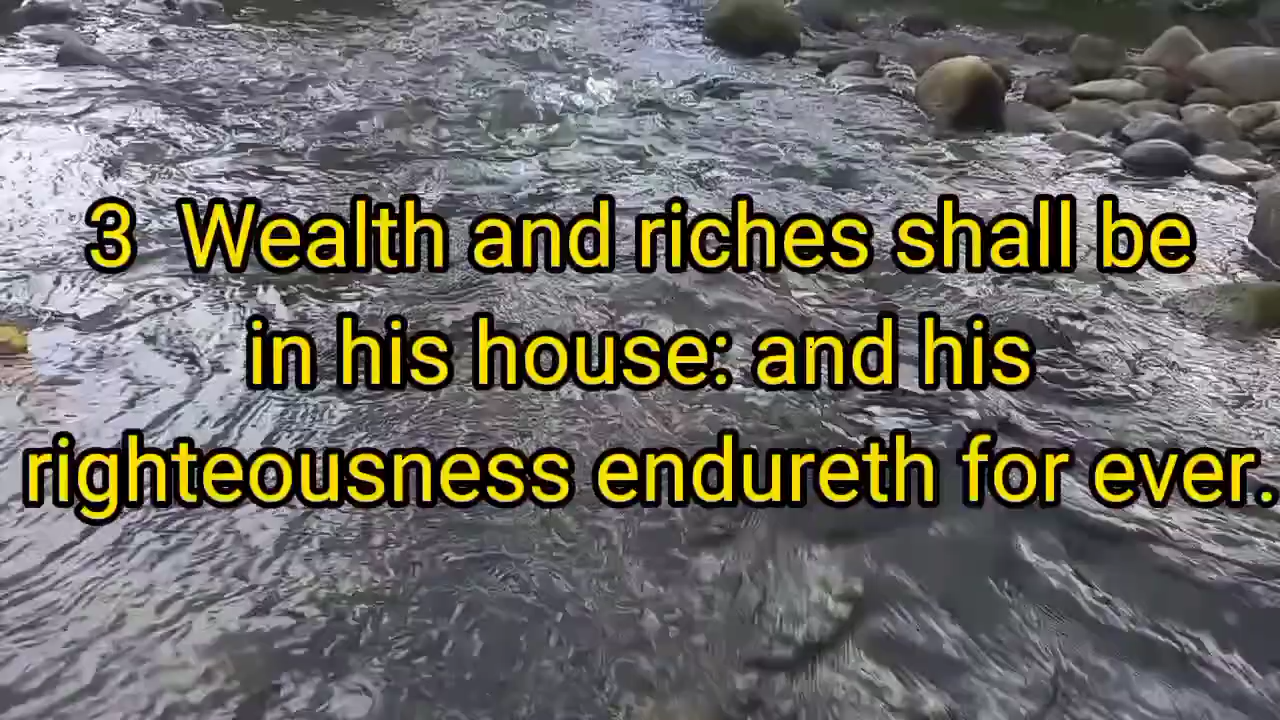 3 Wealth and riches shall be
in his house: and his
righteousness endureth for ever.